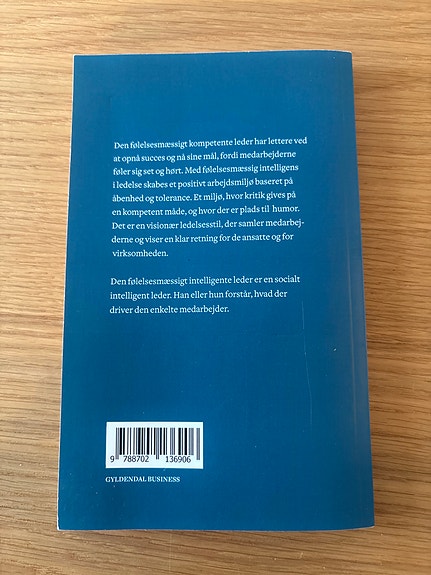 Den følelsesmæssigt kompetente leder har lettere ved
at opnå succes og nå sine mål, fordi medarbejderne
føler sig set og hørt. Med følelsesmæssig intelligens
i ledelse skabes et positivt arbejdsmiljø baseret på
åbenhed og tolerance. Et miljø, hvor kritik gives på
en kompetent måde, og hvor der er plads til humor.
Det er en visionær ledelsesstil, der samler medarbej-
derne og viser en klar retning for de ansatte og for
virksomheden.
Den følelsesmæssigt intelligente leder er en socialt
intelligent leder. Han eller hun forstår, hvad der
driver den enkelte medarbejder.
9 788702 136906
GYLDENDAL BUSINESS